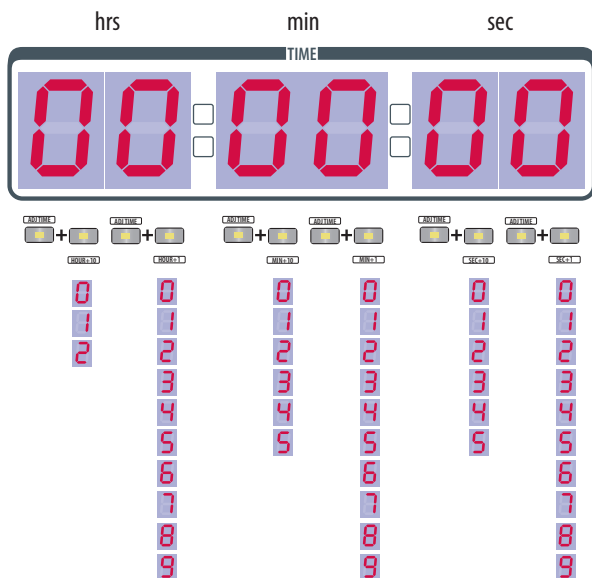 hrs min sec
TIME
00 00 00
ADJ TIME + ADJ TIME + ADJ TIME + ADJ TIME + ADJ TIME + ADJ TIME +
HOUR+10 HOUR+1 MIN+10 MIN+1 SEC+10 SEC+1
0 0 0 0 0 0
1 1 1 1 1 1
2 2 2 2 2 2
3 3 3 3 3
4 4 4 4 4
5 5 5 5 5
6 6 6
7 7 7
8 8 8
9 9 9